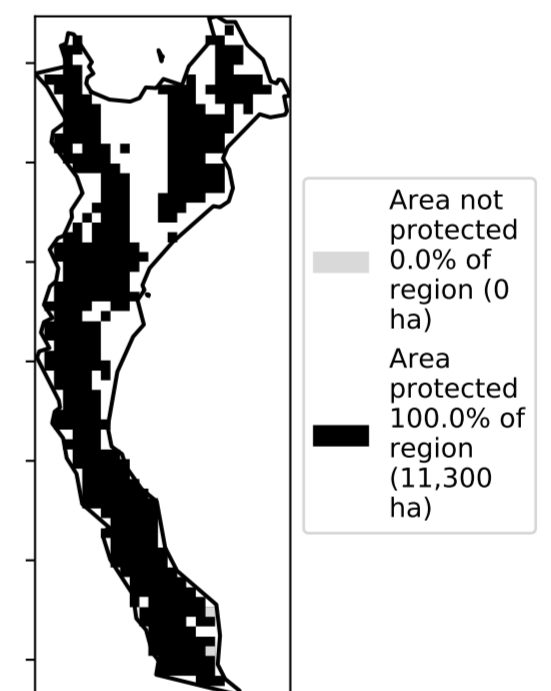 Area not
protected
0.0% of
region (0
ha)
Area
protected
100.0% of
region
(11,300
ha)